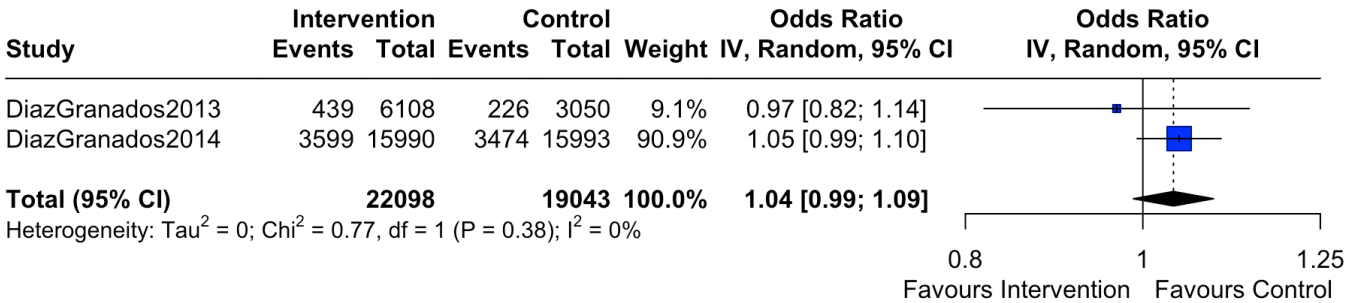 Intervention Control Odds Ratio Odds Ratio
Study Events Total Events Total Weight IV, Random, 95% CI IV, Random, 95% CI
DiazGranados2013 439 6108 226 3050 9.1% 0.97 [0.82; 1.14]
DiazGranados2014 3599 15990 3474 15993 90.9% 1.05 [0.99; 1.10]
Total (95% CI) 22098 19043 100.0% 1.04 [0.99; 1.09]
Heterogeneity: Tau² = 0; Chi² = 0.77, df = 1 (P = 0.38); I² = 0%
0.8 1 1.25
Favours Intervention Favours Control